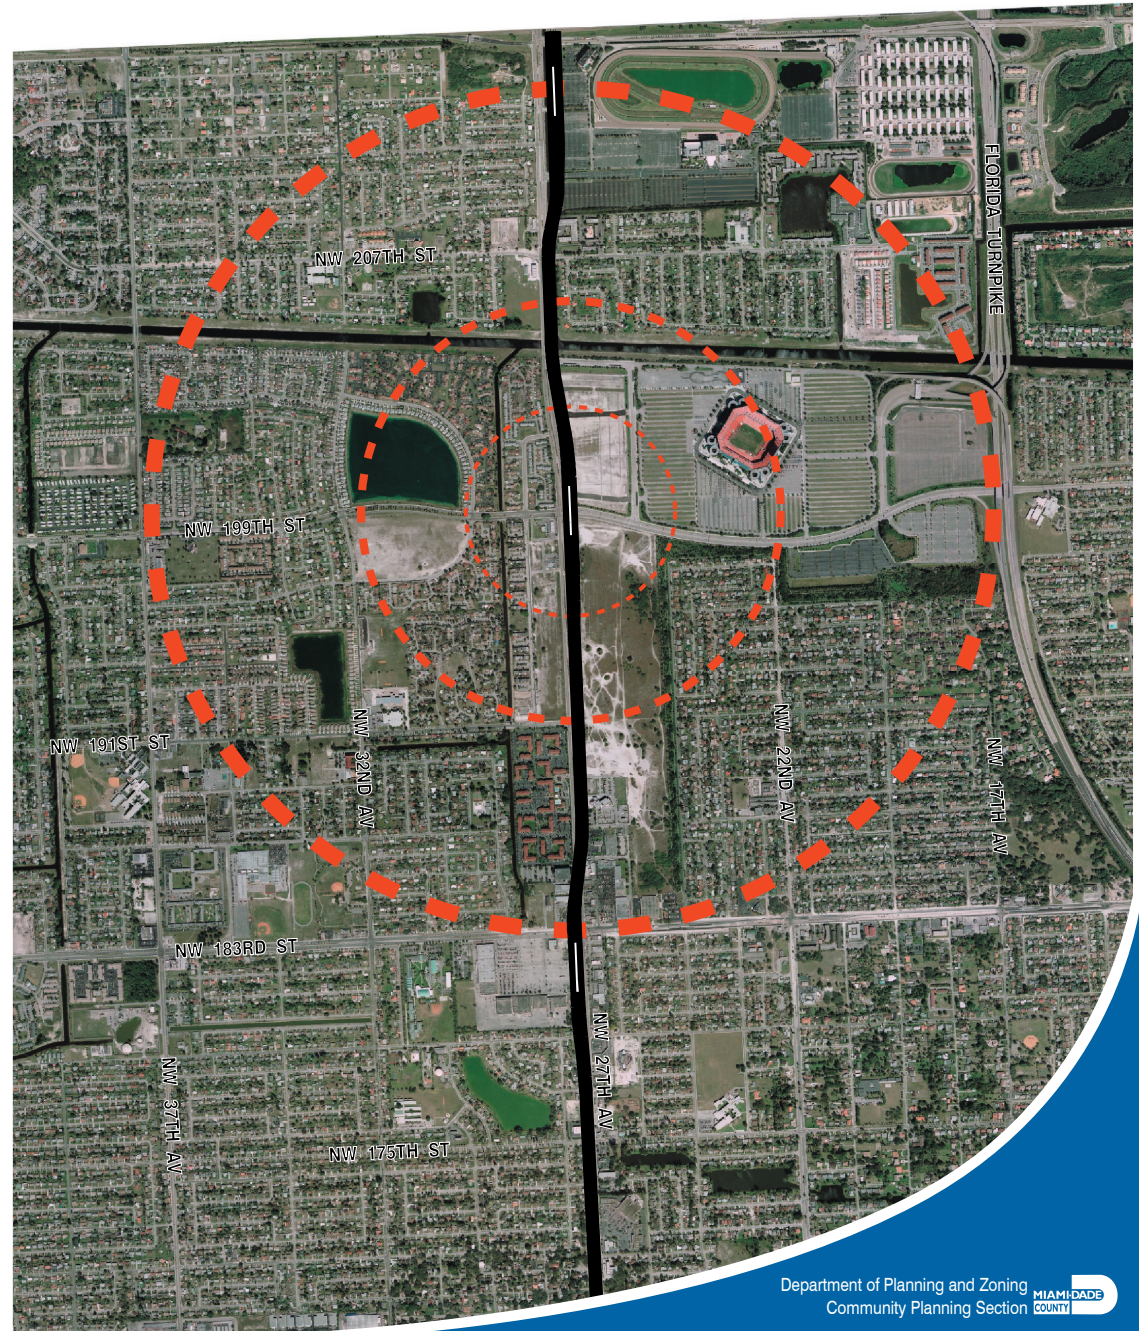 FLORIDA TURNPIKE
NW 207TH ST
NW 199TH ST
NW 191ST ST
NW 32ND AV
NW 22ND AV
NW 17TH AV
NW 183RD ST
NW 27TH AV
NW 37TH AV
NW 175TH ST
Department of Planning and Zoning
Community Planning Section
MIAMI-DADE
COUNTY